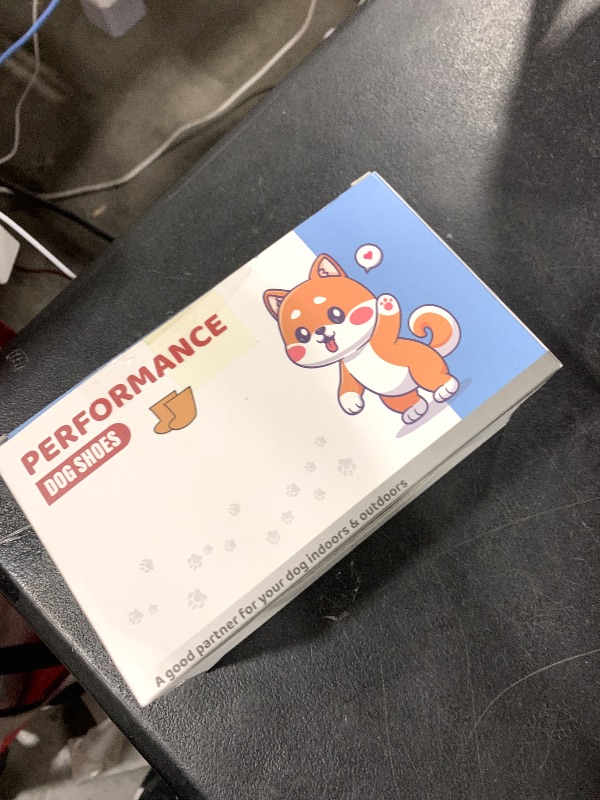 PERFORMANCE
DOG SHOES
A good partner for your dog indoors & outdoors